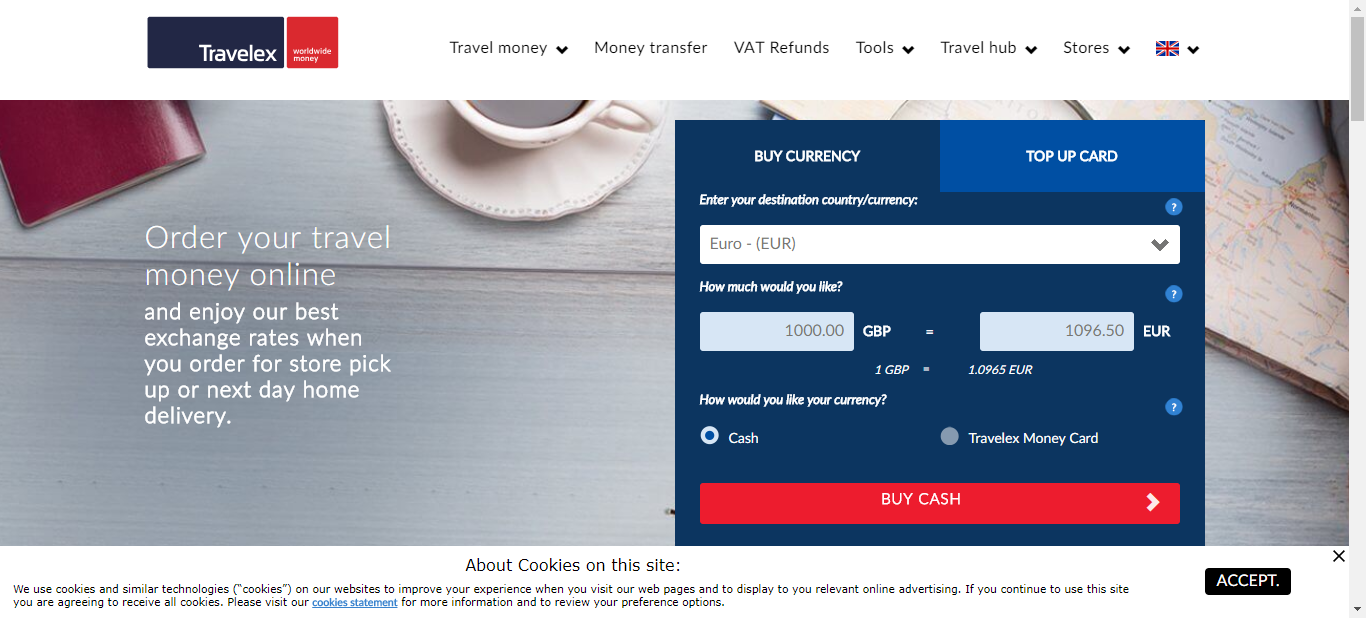 Travelex
worldwide
money
Travel money
Money transfer
VAT Refunds
Tools
Travel hub
Stores
Order your travel
money online
and enjoy our best
exchange rates when
you order for store pick
up or next day home
delivery.
BUY CURRENCY
TOP UP CARD
Enter your destination country/currency:
?
Euro - (EUR)
How much would you like?
?
1000.00 GBP = 1096.50 EUR
1 GBP = 1.0965 EUR
How would you like your currency?
?
Cash
Travelex Money Card
BUY CASH
About Cookies on this site:
We use cookies and similar technologies (“cookies”) on our websites to improve your experience when you visit our web pages and to display to you relevant online advertising. If you continue to use this site
you are agreeing to receive all cookies. Please visit our cookies statement for more information and to review your preference options.
ACCEPT.